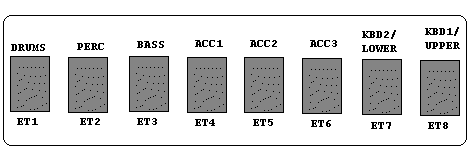 DRUMS PERC BASS ACC1 ACC2 ACC3 KBD2/ LOWER KBD1/ UPPER
ET1 ET2 ET3 ET4 ET5 ET6 ET7 ET8